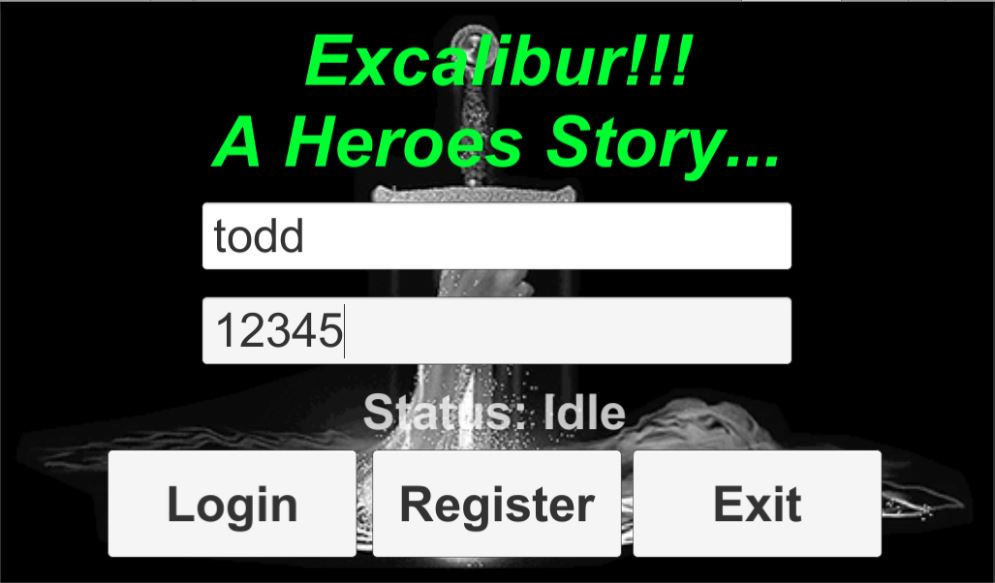 Excalibur!!!
A Heroes Story...
todd
12345
Status: Idle
Login Register Exit